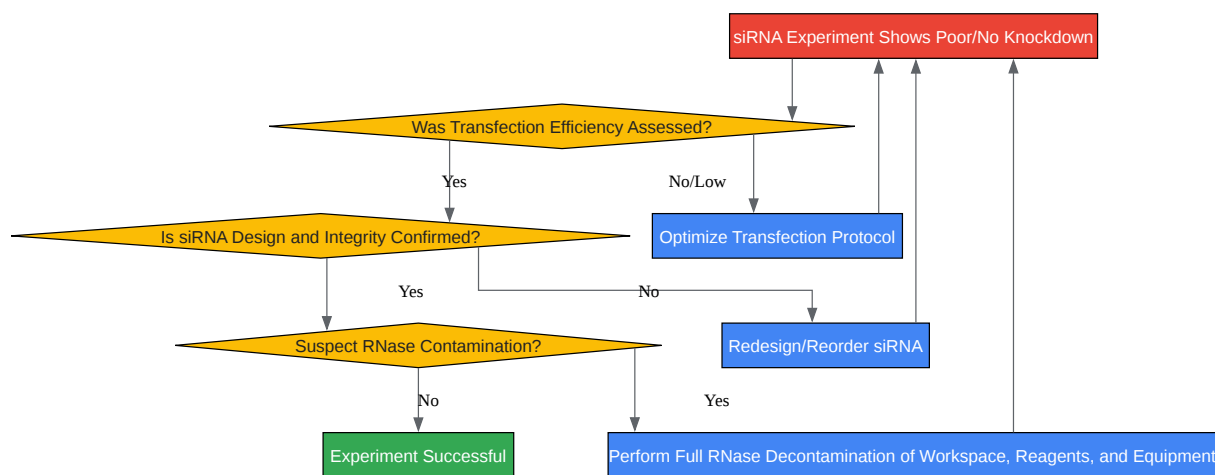 siRNA Experiment Shows Poor/No Knockdown
Was Transfection Efficiency Assessed?
Yes
No/Low
Is siRNA Design and Integrity Confirmed?
Optimize Transfection Protocol
Yes
No
Suspect RNase Contamination?
Redesign/Reorder siRNA
No
Yes
Experiment Successful
Perform Full RNase Decontamination of Workspace, Reagents, and Equipment